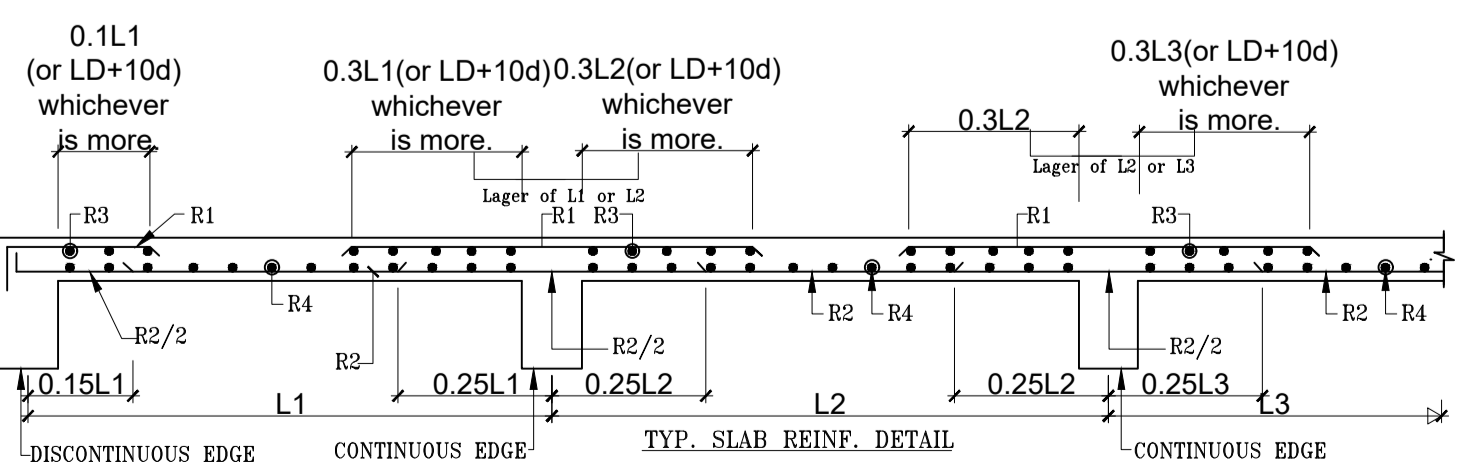 0.1L1
(or LD+10d)
whichever
is more.
0.3L1(or LD+10d)
whichever
is more.
0.3L2(or LD+10d)
whichever
is more.
0.3L2
0.3L3(or LD+10d)
whichever
is more.
Lager of L1 or L2
Lager of L2 or L3
R3
R1
R1
R3
R1
R3
R4
R2/2
R2
R2/2
R2
R4
R2/2
R2
R4
0.15L1
0.25L1
0.25L2
0.25L2
0.25L3
L1
L2
L3
DISCONTINUOUS EDGE
CONTINUOUS EDGE
TYP. SLAB REINF. DETAIL
CONTINUOUS EDGE